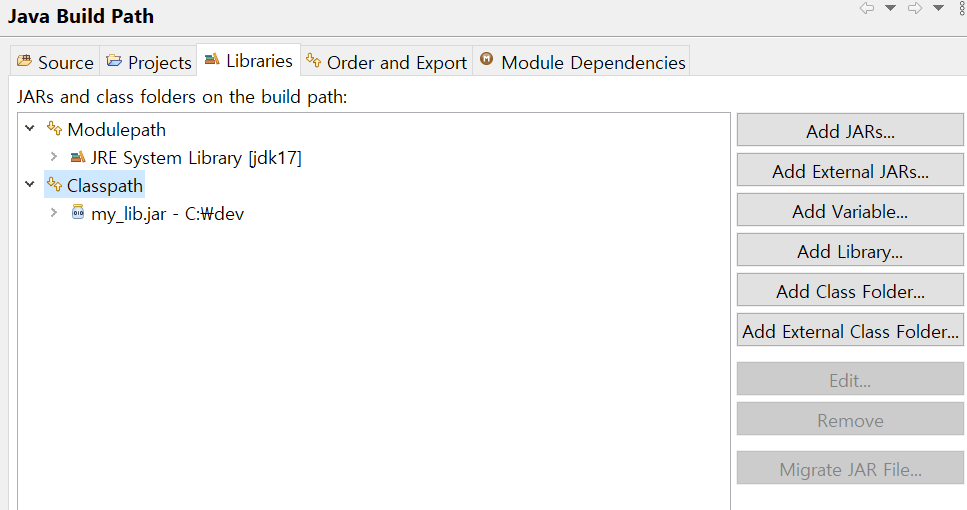 Java Build Path
Source
Projects
Libraries
Order and Export
Module Dependencies
JARs and class folders on the build path:
Modulepath
JRE System Library [jdk17]
Classpath
my_lib.jar - C:₩dev
Add JARs...
Add External JARs...
Add Variable...
Add Library...
Add Class Folder...
Add External Class Folder...
Edit...
Remove
Migrate JAR File...